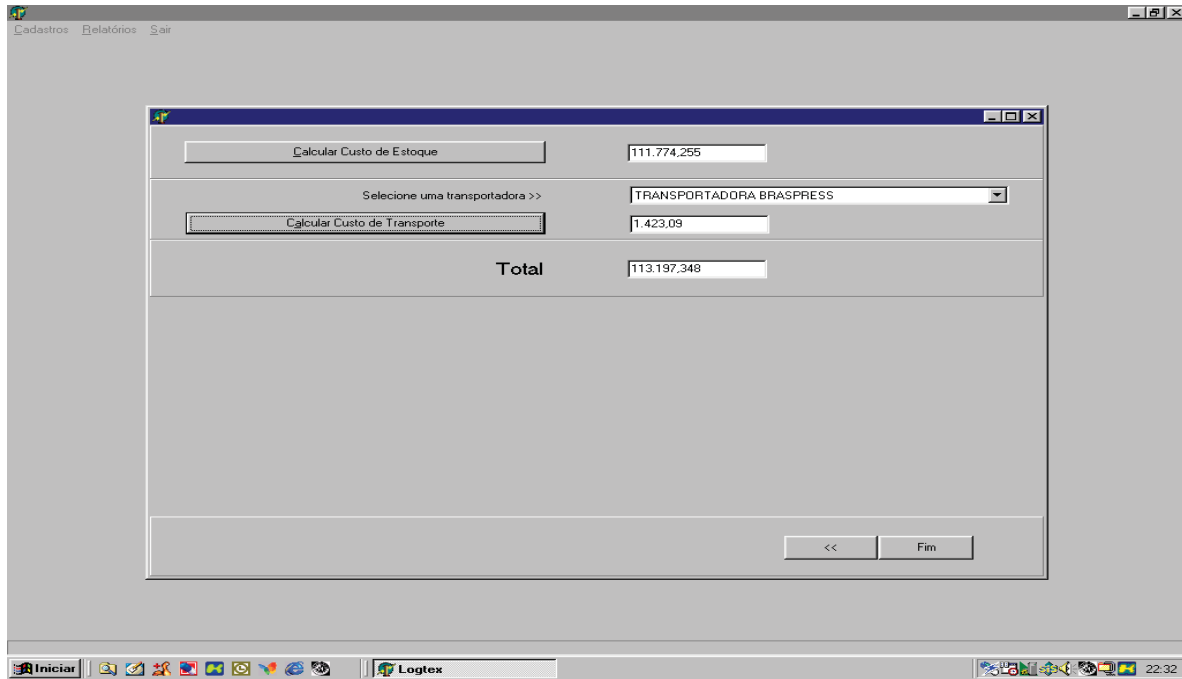 Cadastros Relatórios Sair
Calcular Custo de Estoque 111.774,255
Selecione uma transportadora >> TRANSPORTADORA BRASPRESS
Calcular Custo de Transporte 1.423,09
Total 113.197,348
<< Fim
Iniciar Logtex 22:32